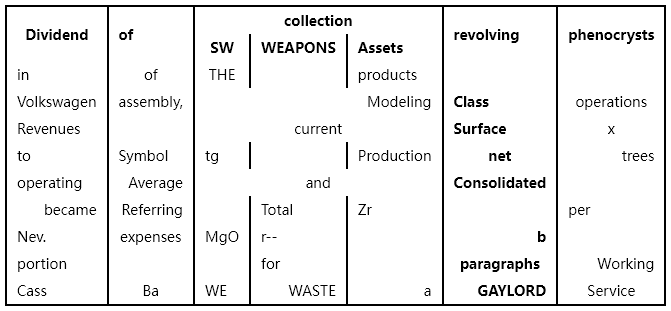 collection
Dividend of revolving phenocrysts
SW WEAPONS Assets
in of THE products
Volkswagen assembly, Modeling Class operations
Revenues current Surface x
to Symbol tg Production net trees
operating Average and Consolidated
became Referring Total Zr per
Nev. expenses MgO r-- b
portion for paragraphs Working
Cass Ba WE WASTE a GAYLORD Service